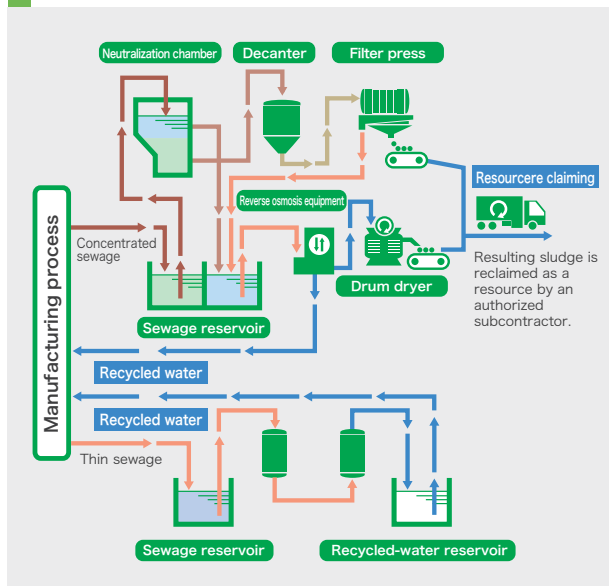 Neutralization chamber
Decanter
Filter press
Resourcere claiming
Reverse osmosis equipment
Manufacturing process
Concentrated
sewage
Resulting sludge is
reclaimed as a
resource by an
authorized
subcontractor.
Drum dryer
Sewage reservoir
Recycled water
Recycled water
Thin sewage
Sewage reservoir
Recycled-water reservoir